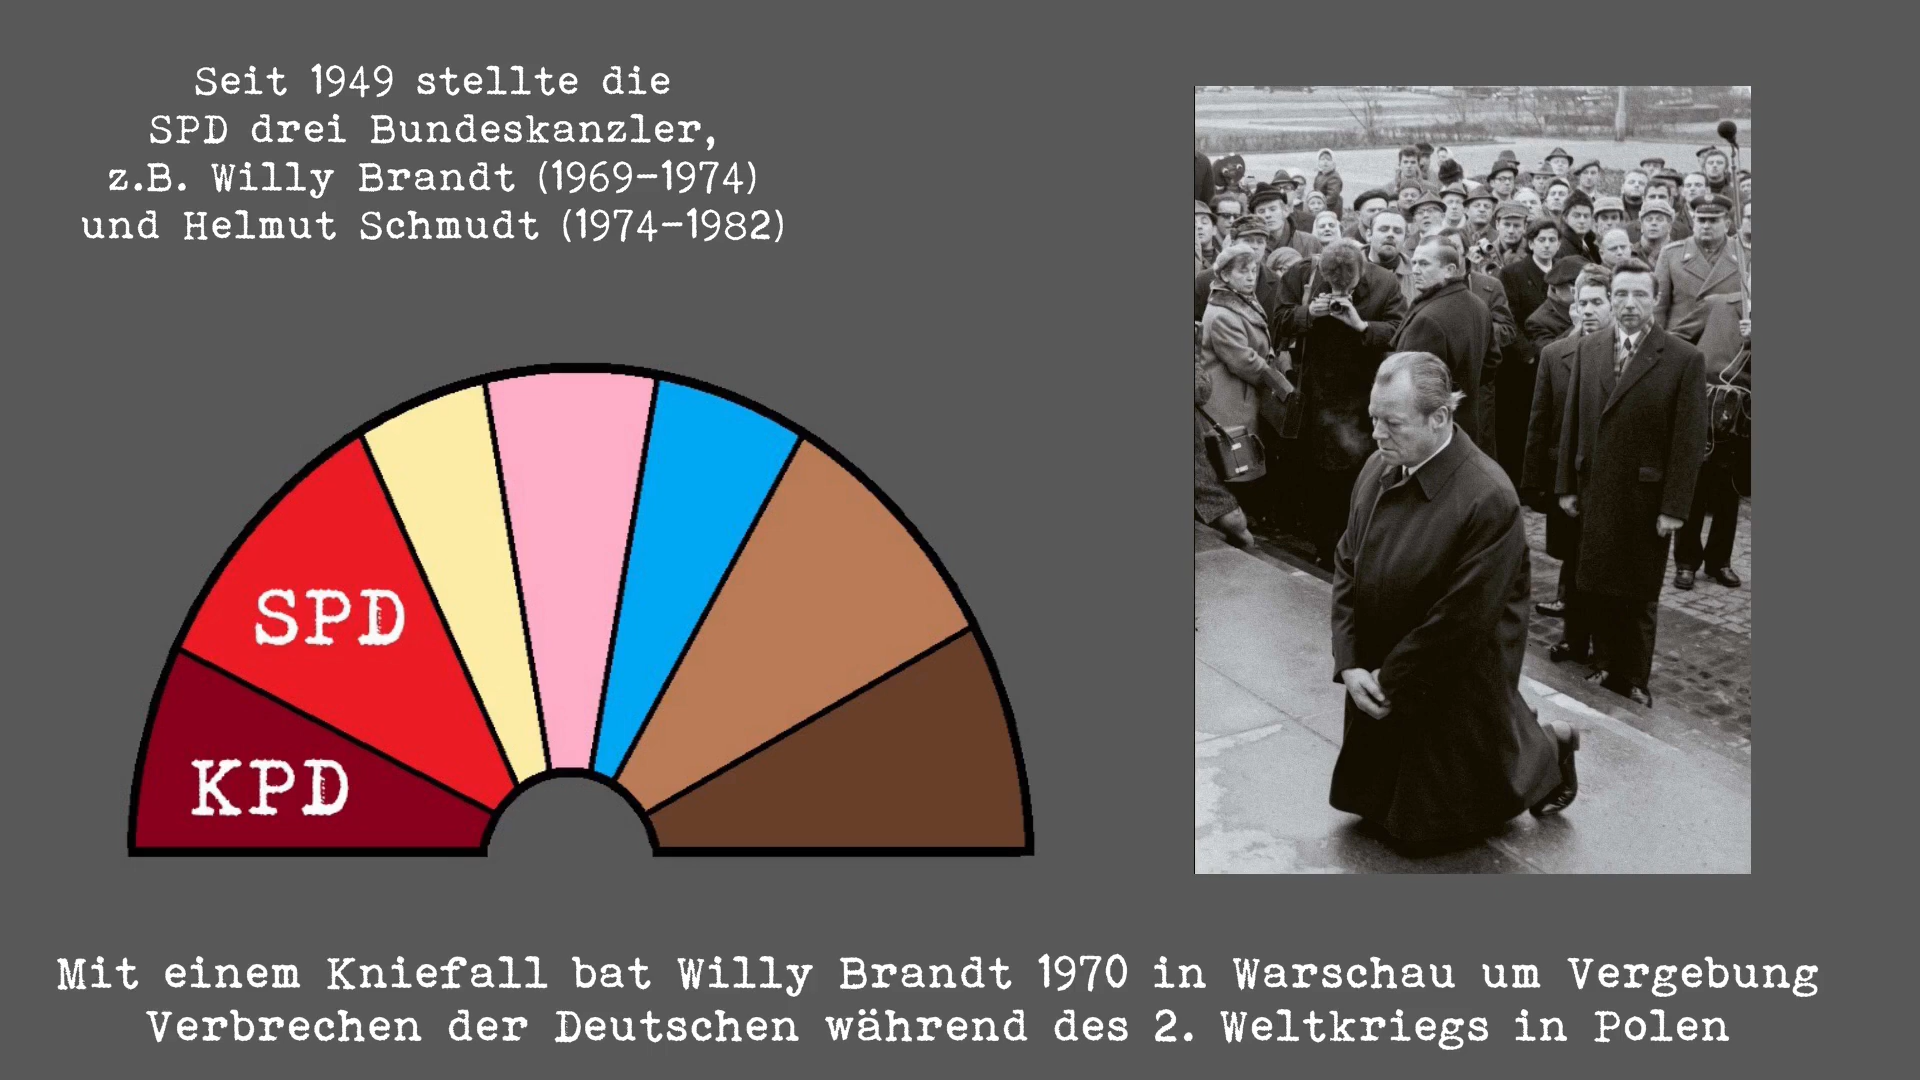 Seit 1949 stellte die
SPD drei Bundeskanzler,
z.B. Willy Brandt (1969-1974)
und Helmut Schmudt (1974-1982)
SPD
KPD
Mit einem Kniefall bat Willy Brandt 1970 in Warschau um Vergebung
Verbrechen der Deutschen während des 2. Weltkriegs in Polen